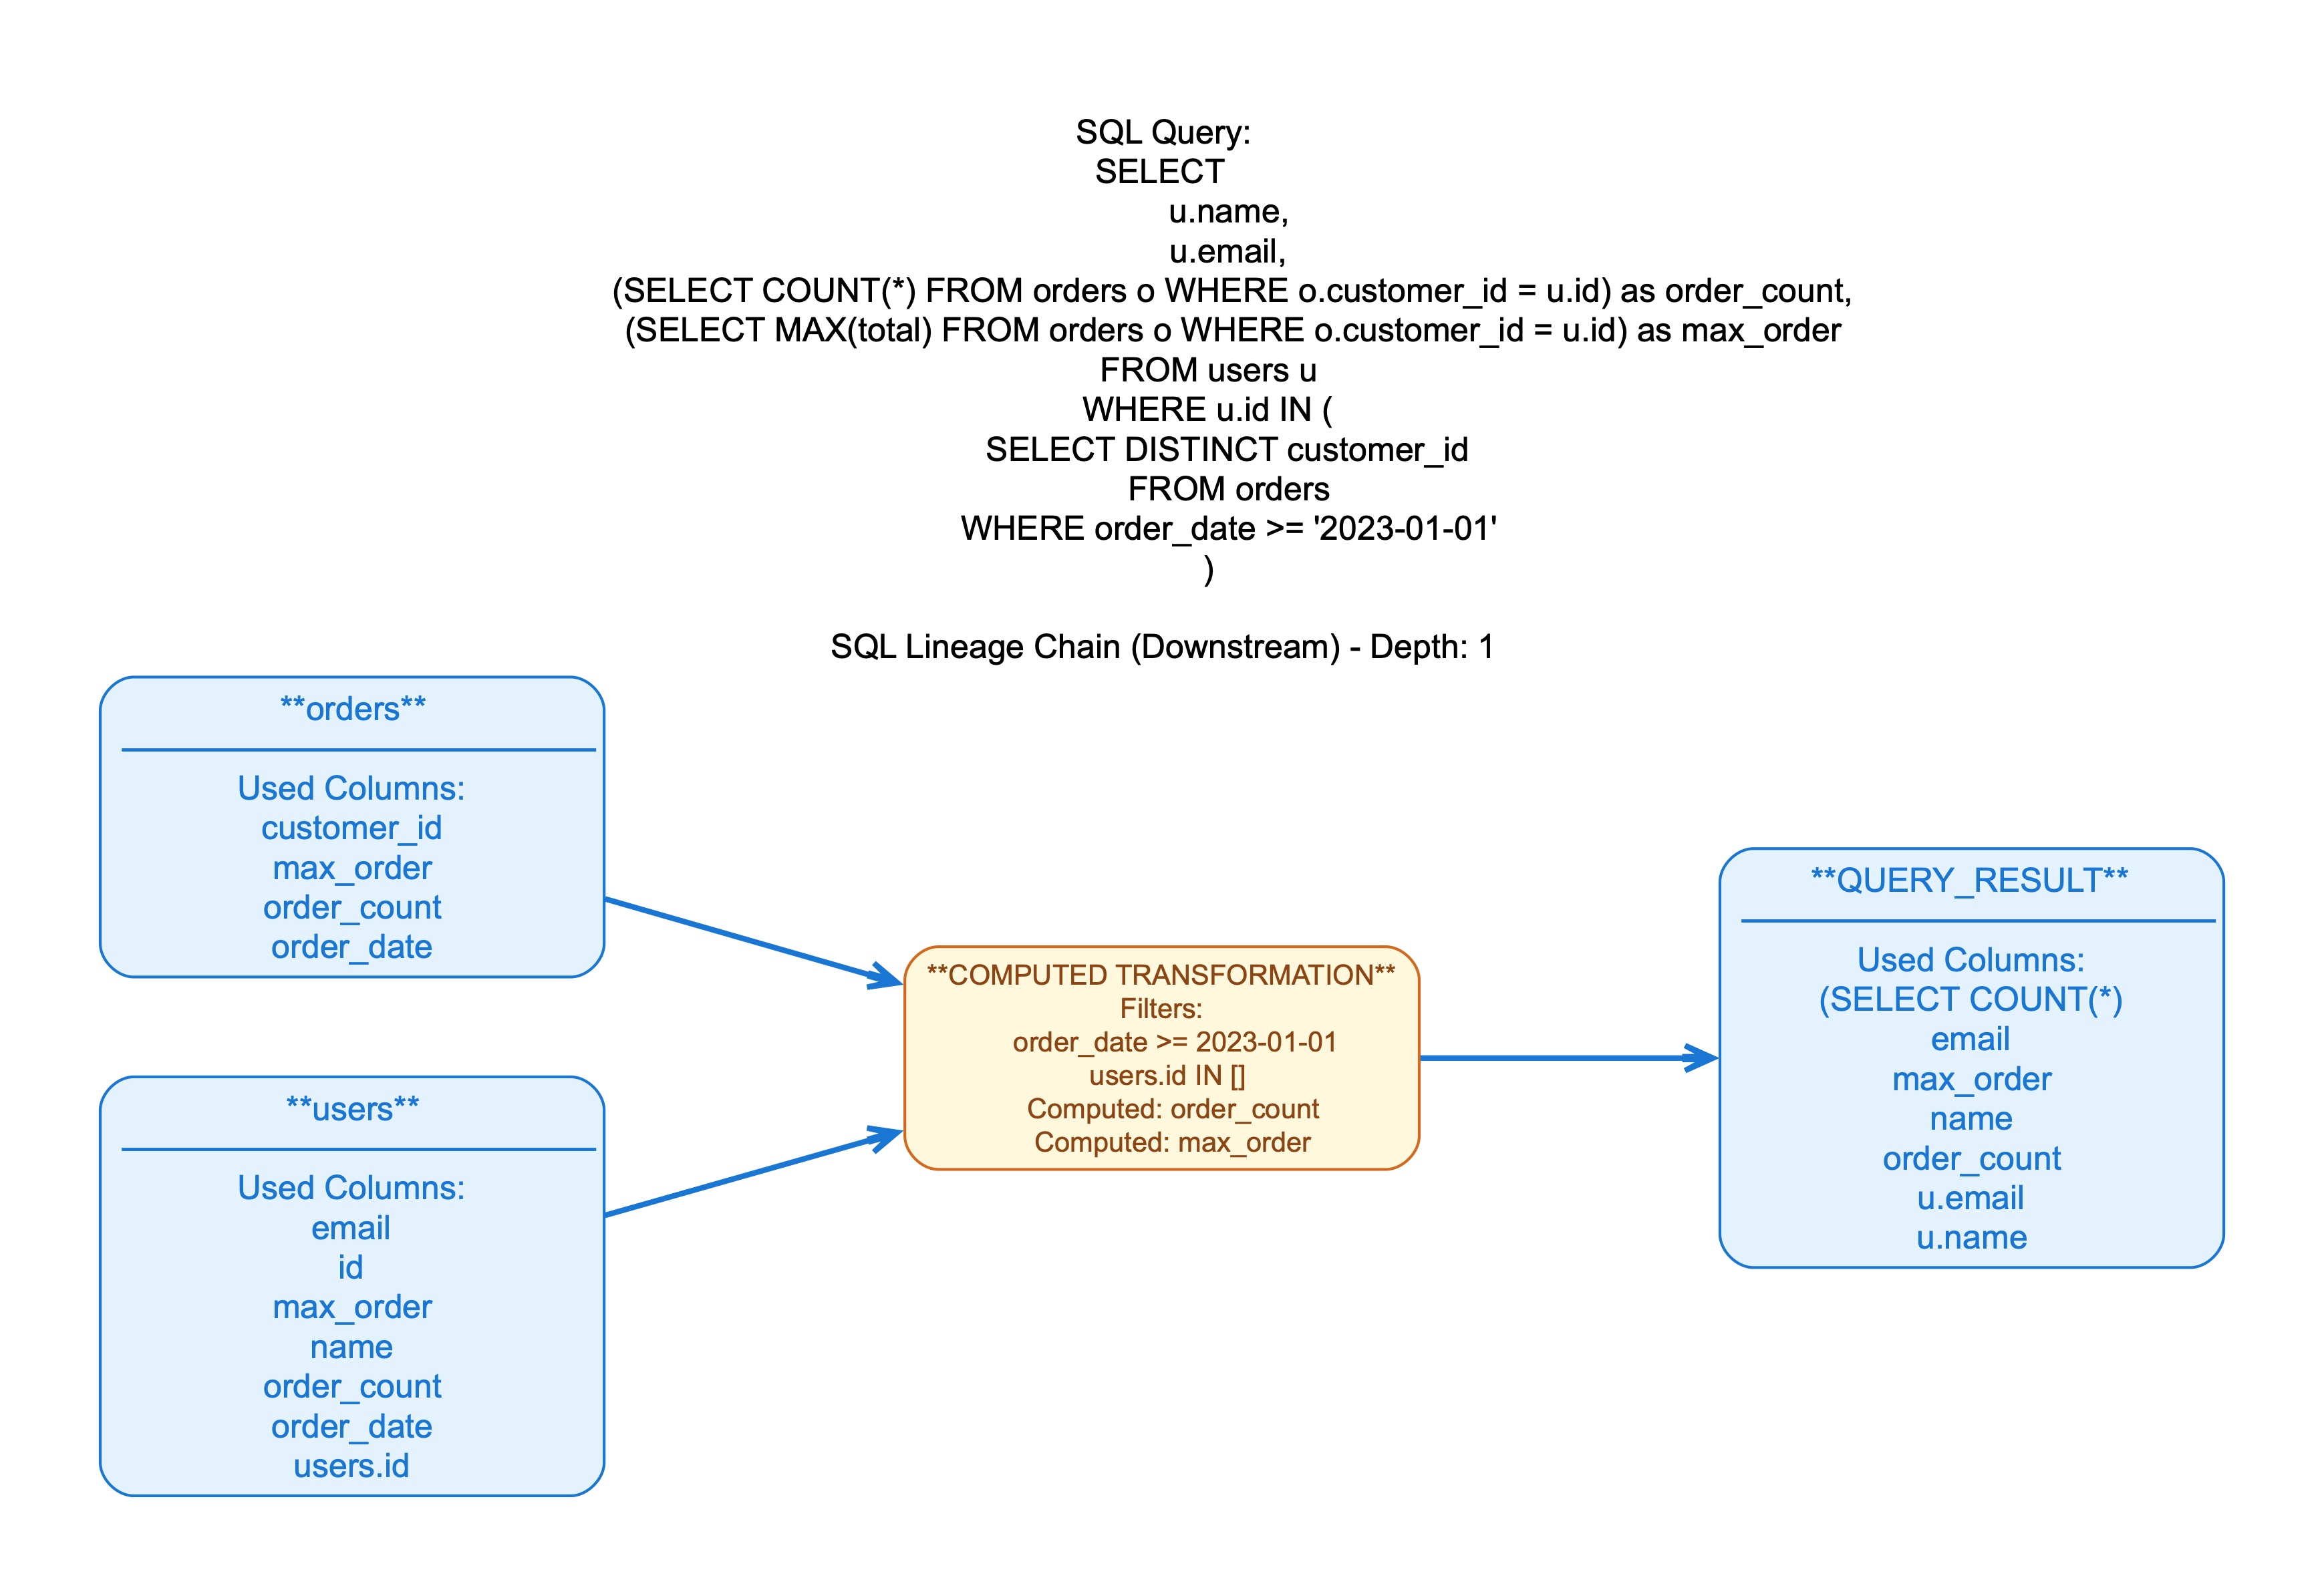 SQL Query:
SELECT
u.name,
u.email,
(SELECT COUNT(*) FROM orders o WHERE o.customer_id = u.id) as order_count,
(SELECT MAX(total) FROM orders o WHERE o.customer_id = u.id) as max_order
FROM users u
WHERE u.id IN (
SELECT DISTINCT customer_id
FROM orders
WHERE order_date >= '2023-01-01'
)
SQL Lineage Chain (Downstream) - Depth: 1
**orders**
Used Columns:
customer_id
max_order
order_count
order_date
**users**
Used Columns:
email
id
max_order
name
order_count
order_date
users.id
**COMPUTED TRANSFORMATION**
Filters:
order_date >= 2023-01-01
users.id IN []
Computed: order_count
Computed: max_order
**QUERY_RESULT**
Used Columns:
(SELECT COUNT(*)
email
max_order
name
order_count
u.email
u.name